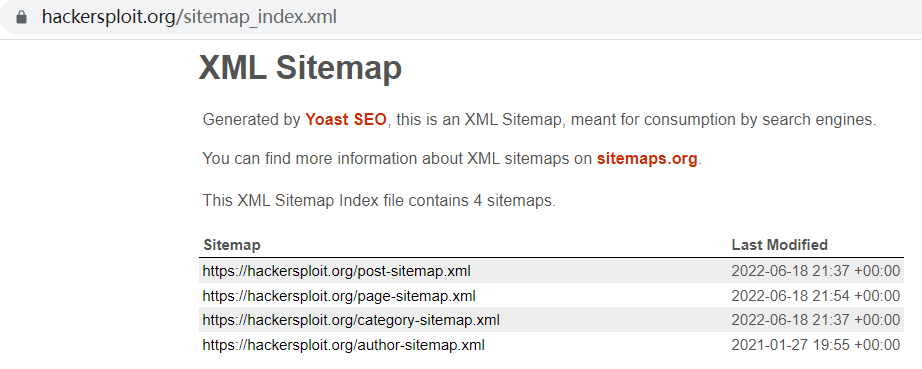 hackersploit.org/sitemap_index.xml
XML Sitemap
Generated by Yoast SEO, this is an XML Sitemap, meant for consumption by search engines.
You can find more information about XML sitemaps on sitemaps.org.
This XML Sitemap Index file contains 4 sitemaps.
Sitemap Last Modified
https://hackersploit.org/post-sitemap.xml 2022-06-18 21:37 +00:00
https://hackersploit.org/page-sitemap.xml 2022-06-18 21:54 +00:00
https://hackersploit.org/category-sitemap.xml 2022-06-18 21:37 +00:00
https://hackersploit.org/author-sitemap.xml 2021-01-27 19:55 +00:00